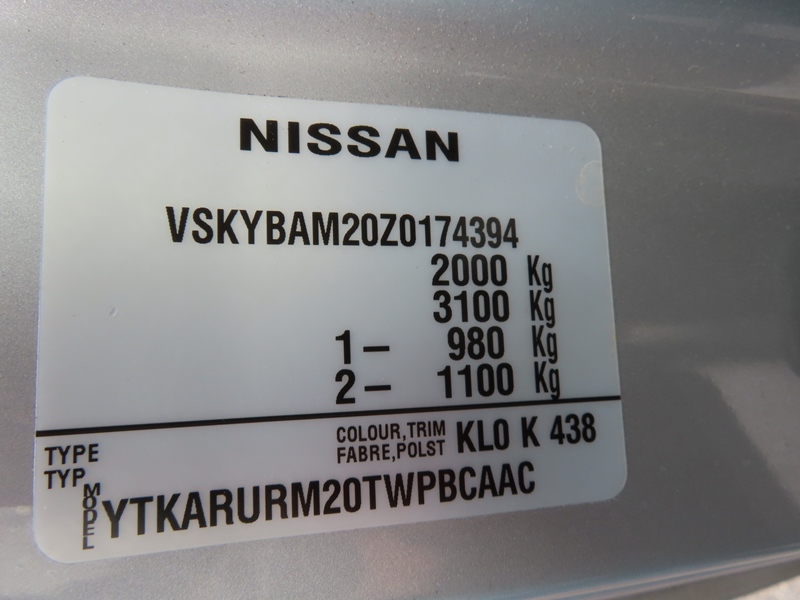 NISSAN
VSKYBAM20Z0174394
2000 Kg
3100 Kg
1- 980 Kg
2- 1100 Kg
TYPE
TYP
COLOUR,TRIM
FABRE,POLST
KL0 K 438
MODEL
YTKARURM20TWPBCAAC